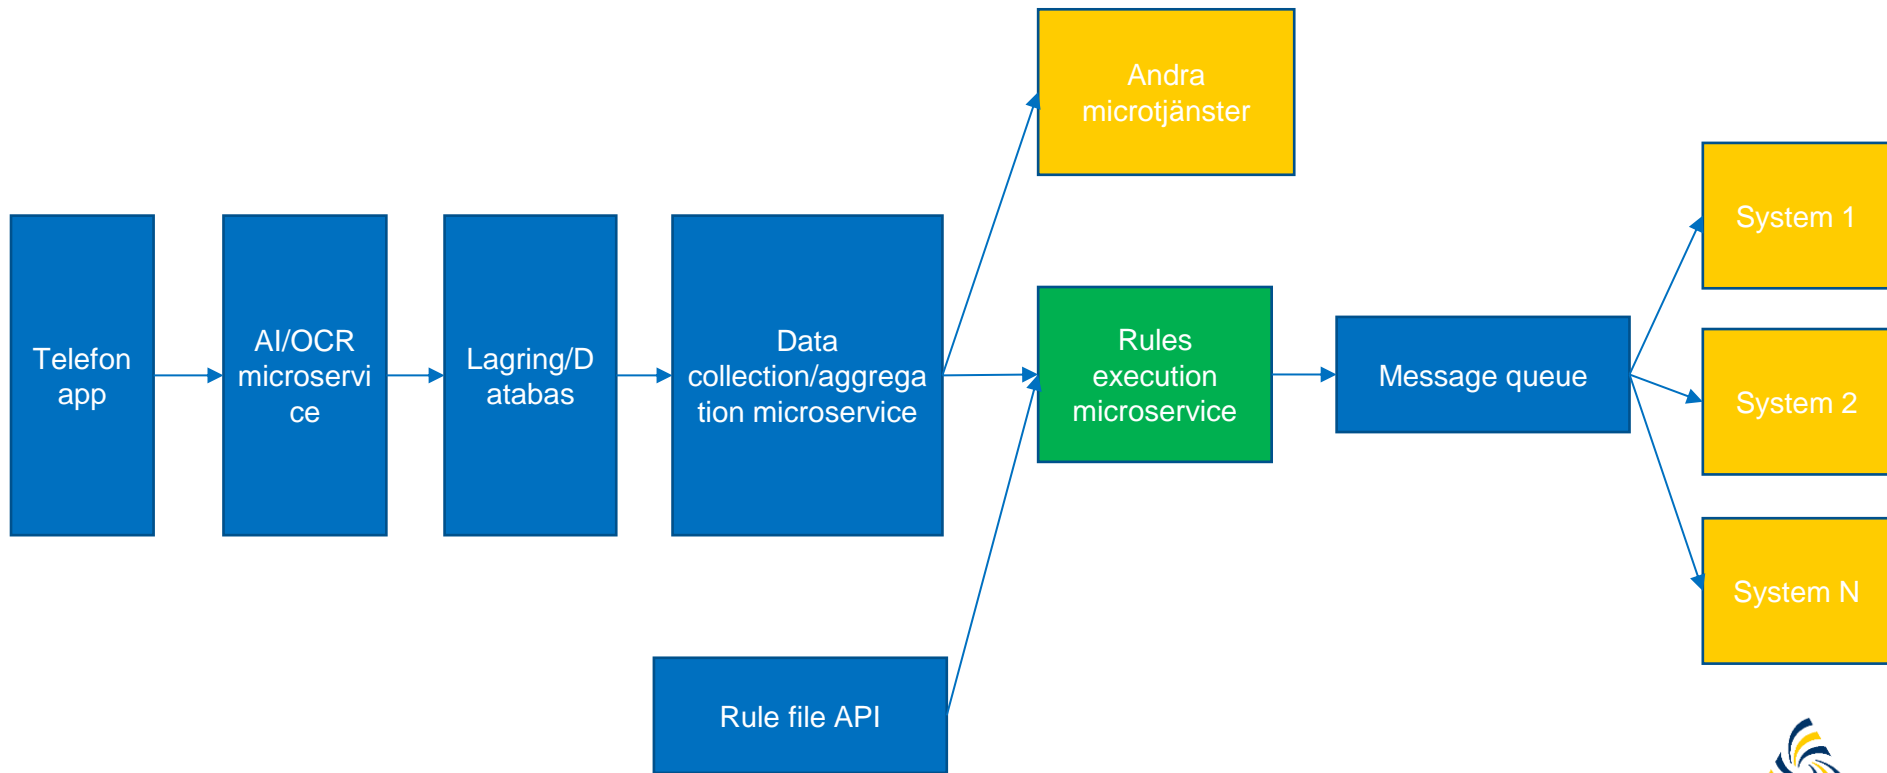 Andra
microtjänster
System 1
Telefon
app
AI/OCR
microservi
ce
Lagring/D
atabas
Data
collection/aggrega
tion microservice
Rules
execution
microservice
Message queue
System 2
System N
Rule file API